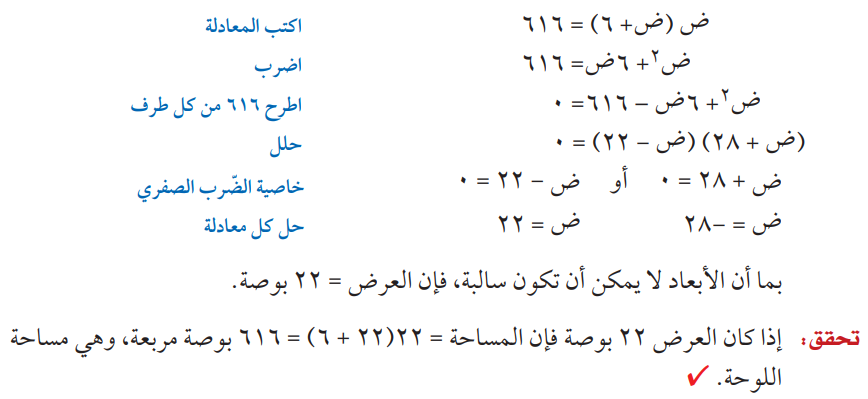 ض (ض+ ٦) = ٦١٦ اكتب المعادلة
ض٢+ ٦ض= ٦١٦ اضرب
ض٢+ ٦ض – ٦١٦= ٠ اطرح ٦١٦ من كل طرف
(ض + ٢٨) (ض – ٢٢) = ٠ حلل
ض + ٢٨ = ٠ أو ض – ٢٢ = ٠ خاصية الضّرب الصفري
ض = –٢٨ ض = ٢٢ حل كل معادلة
بما أن الأبعاد لا يمكن أن تكون سالبة، فإن العرض = ٢٢ بوصة.
تحقق: إذا كان العرض ٢٢ بوصة فإن المساحة = ٢٢(٢٢ + ٦) = ٦١٦ بوصة مربعة، وهي مساحة
اللوحة. ✓